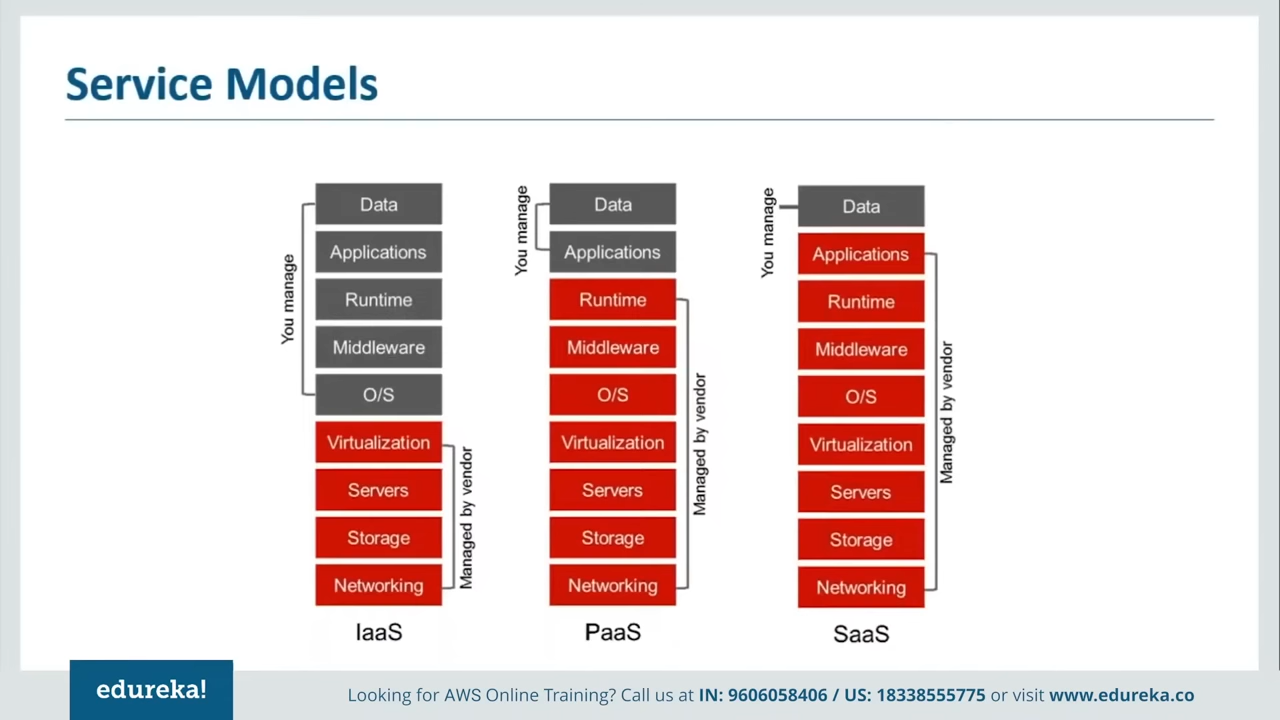 Service Models
You manage
Data
Applications
Runtime
Middleware
O/S
Virtualization
Servers
Storage
Networking
Managed by vendor
IaaS
You manage
Data
Applications
Runtime
Middleware
O/S
Virtualization
Servers
Storage
Networking
Managed by vendor
PaaS
You manage
Data
Applications
Runtime
Middleware
O/S
Virtualization
Servers
Storage
Networking
Managed by vendor
SaaS
edureka!
Looking for AWS Online Training? Call us at IN: 9606058406 / US: 18338555775 or visit www.edureka.co